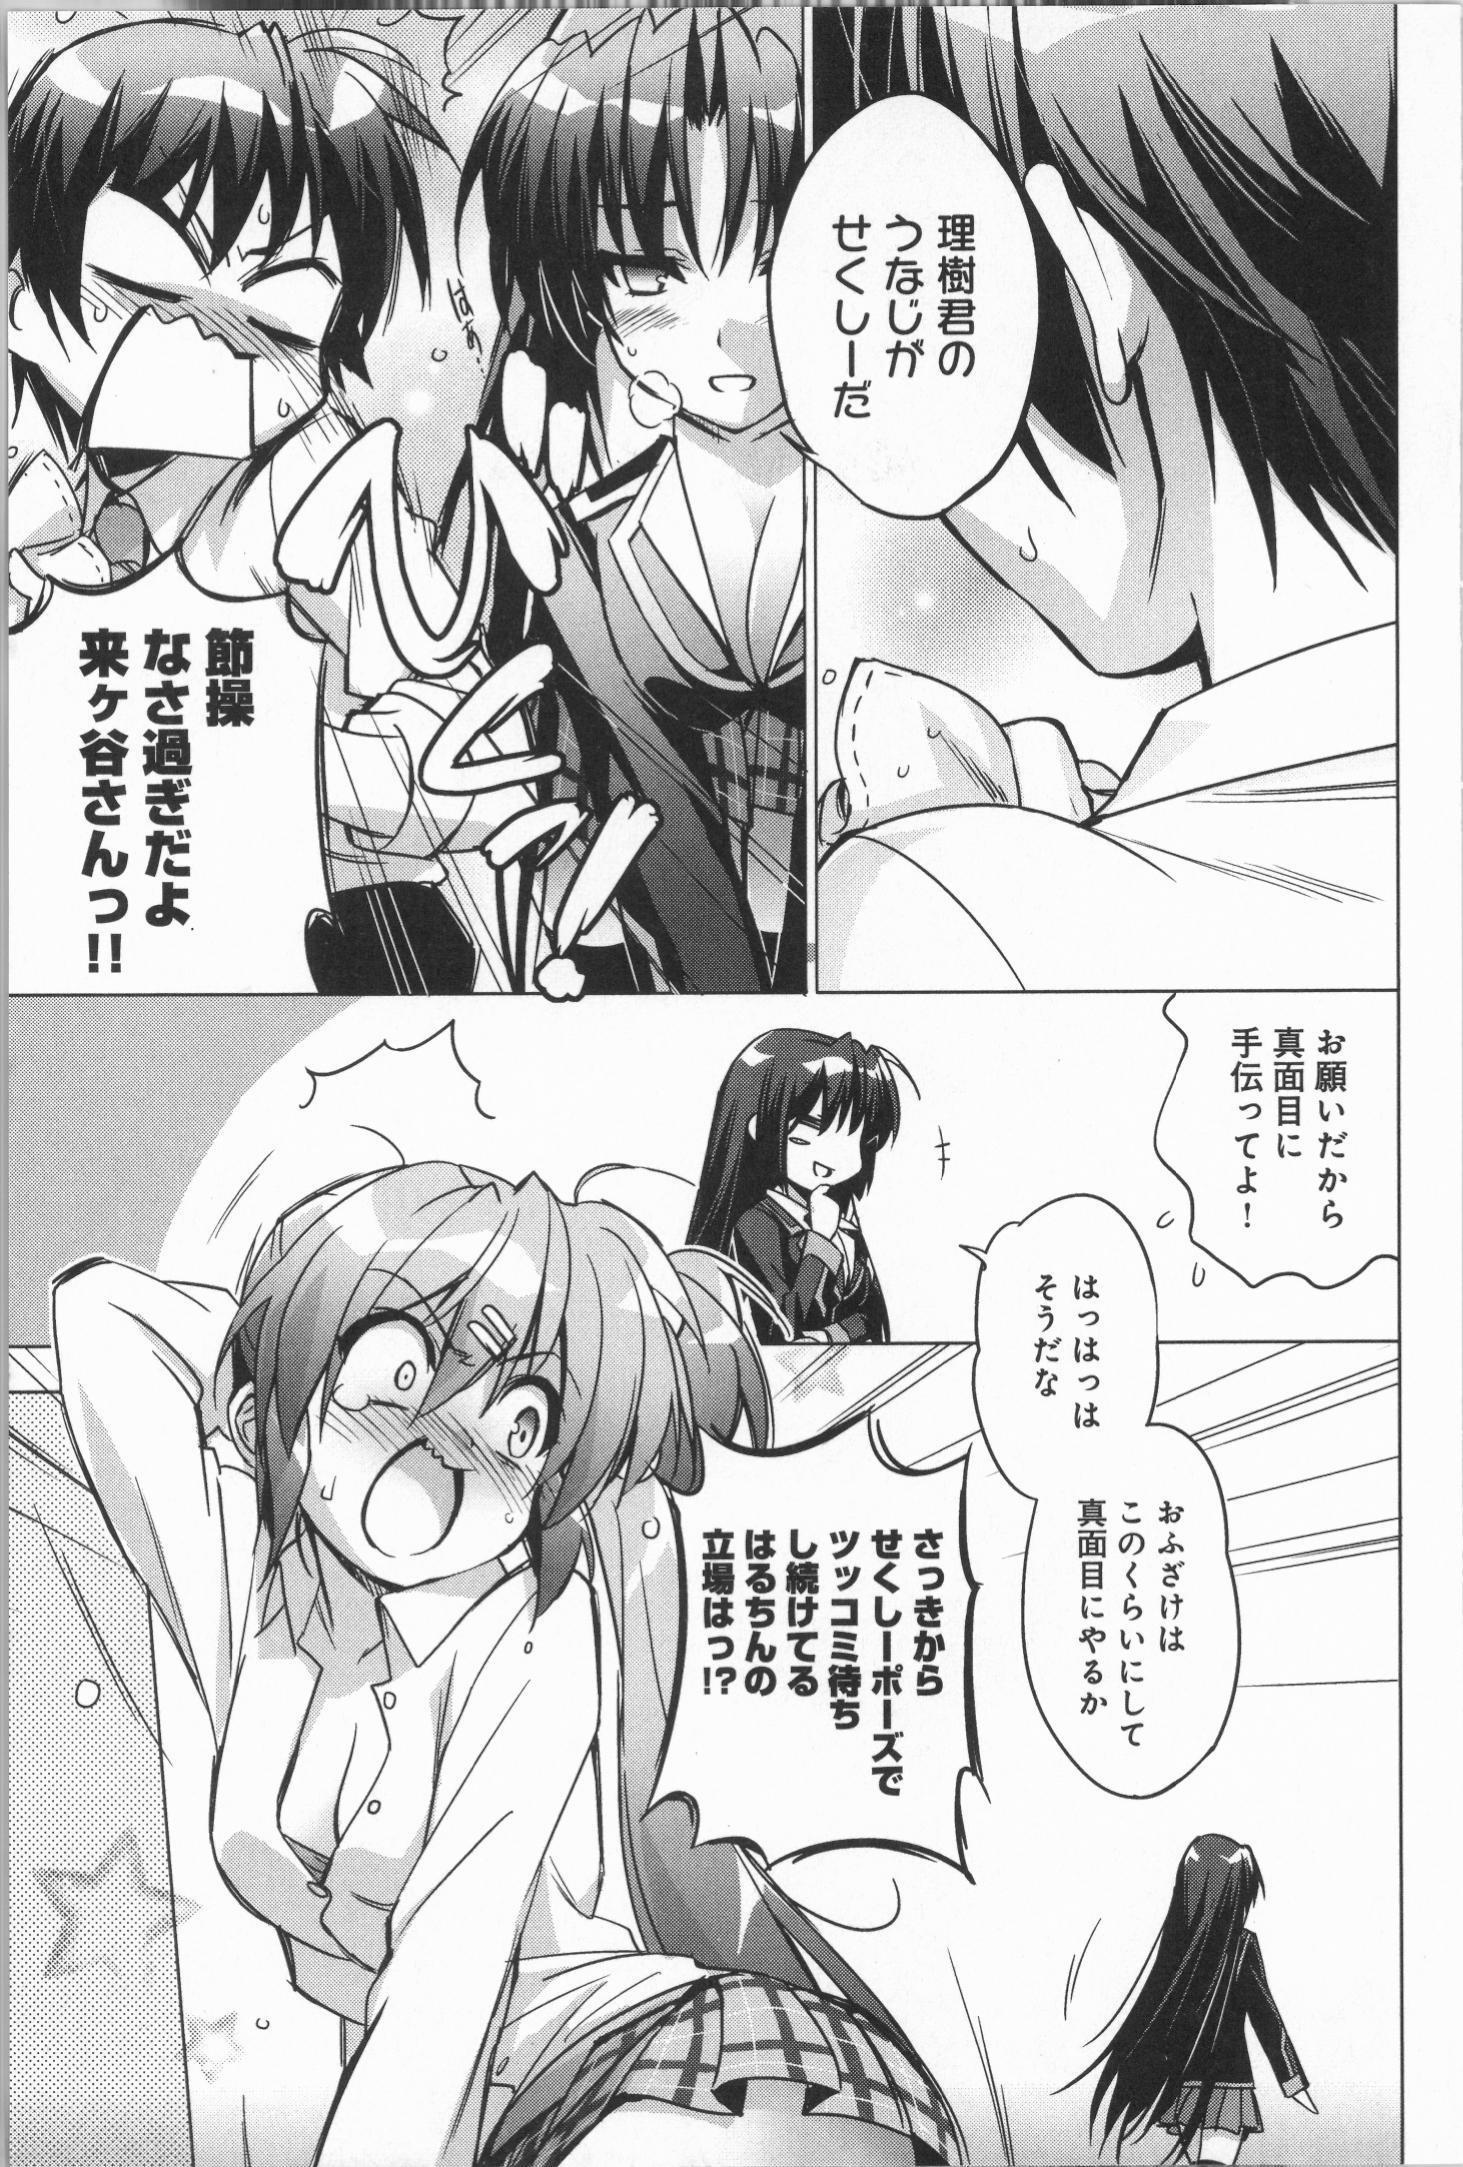 理樹君の
うなじが
せくしーだ
はぁ…
節操
なさ過ぎだよ
来ヶ谷さんっ!!
お願いだから
真面目に
手伝ってよ！
はっはっは
そうだな
おふざけは
このくらいにして
真面目にやるか
さっきから
せくしーポーズで
ツッコミ待ち
し続けてる
はるちんの
立場はっ!?